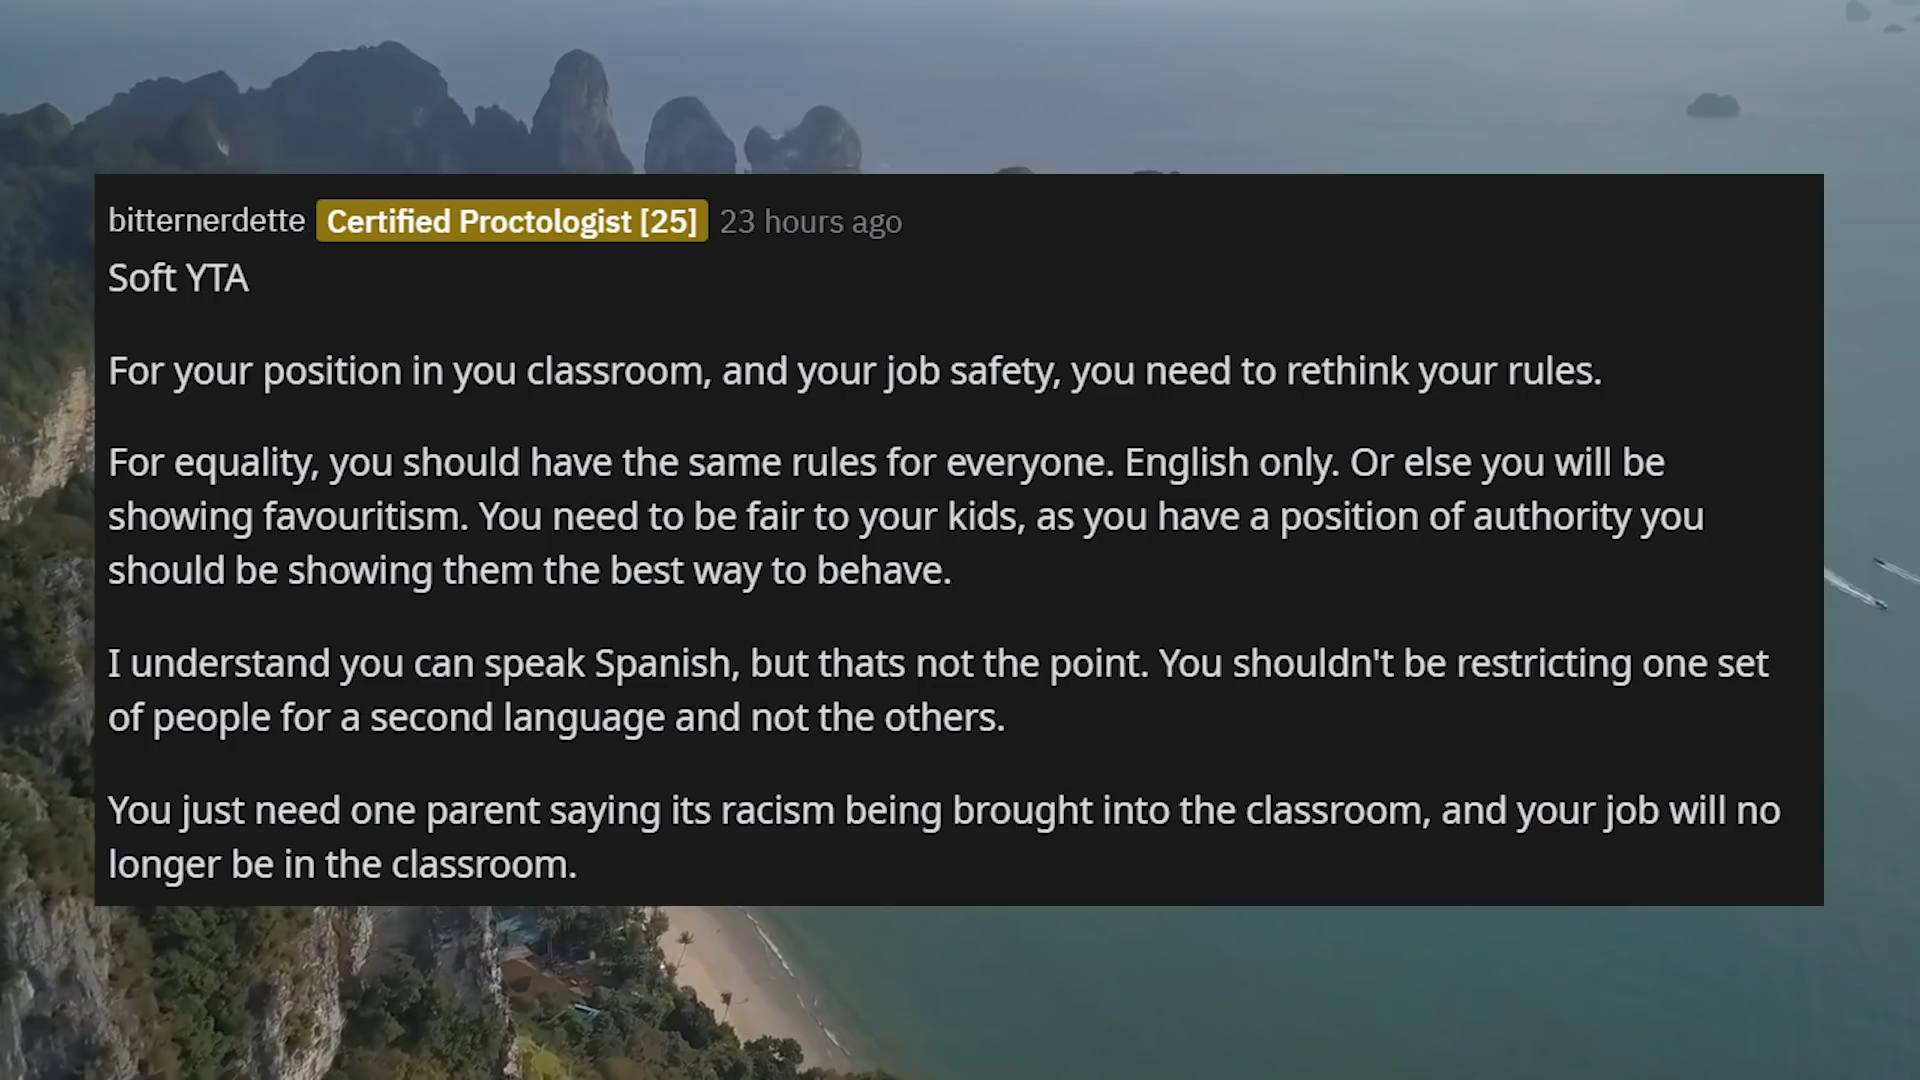 bitternerdette Certified Proctologist [25] 23 hours ago
Soft YTA
For your position in you classroom, and your job safety, you need to rethink your rules.
For equality, you should have the same rules for everyone. English only. Or else you will be
showing favouritism. You need to be fair to your kids, as you have a position of authority you
should be showing them the best way to behave.
I understand you can speak Spanish, but thats not the point. You shouldn't be restricting one set
of people for a second language and not the others.
You just need one parent saying its racism being brought into the classroom, and your job will no
longer be in the classroom.